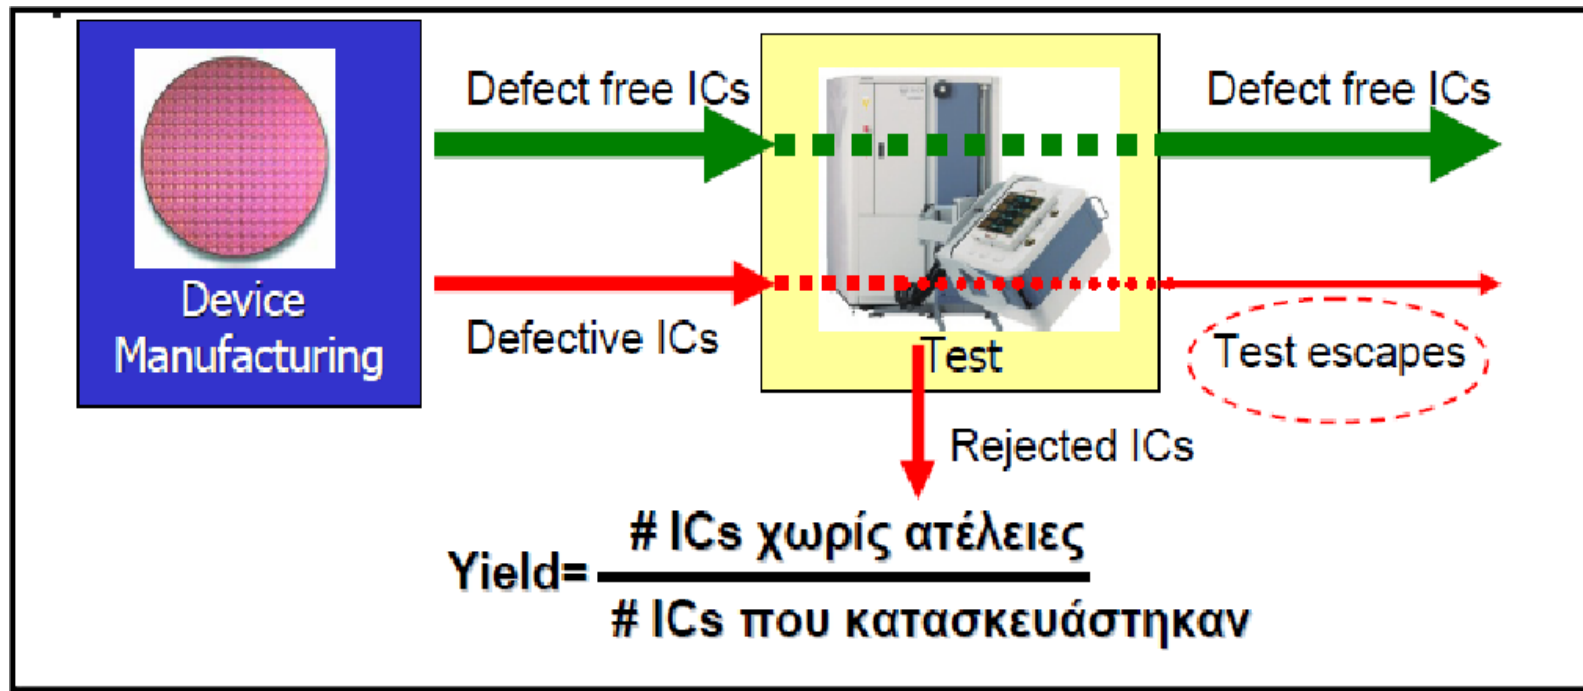 Defect free ICs
Defect free ICs
Device
Manufacturing
Defective ICs
Test
Test escapes
Rejected ICs
# ICs χωρίς ατέλειες
Yield=
# ICs που κατασκευάστηκαν